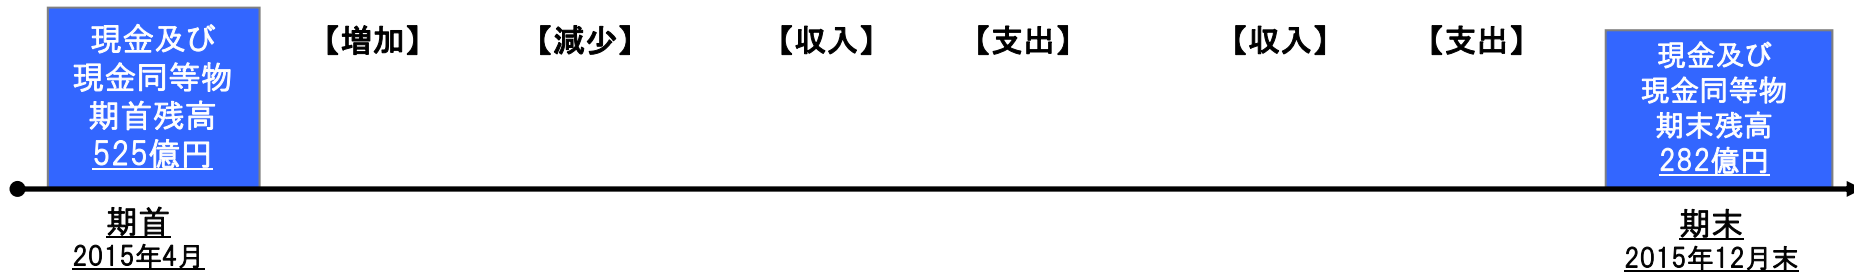 現金及び
現金同等物
期首残高
525億円
【増加】
【減少】
【収入】
【支出】
【収入】
【支出】
現金及び
現金同等物
期末残高
282億円
期首
2015年4月
期末
2015年12月末